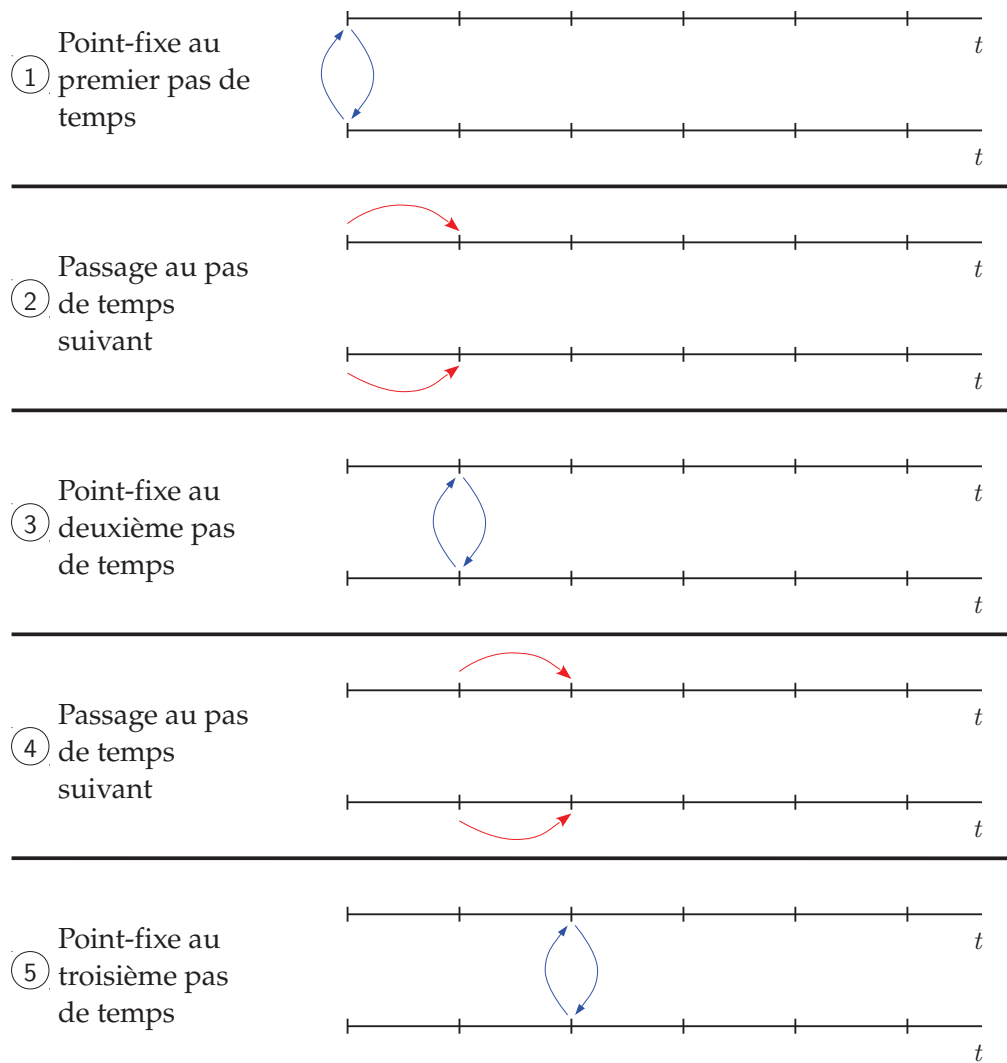 t
1
Point-fixe au
premier pas de
temps
t
t
2
Passage au pas
de temps
suivant
t
t
3
Point-fixe au
deuxième pas
de temps
t
t
4
Passage au pas
de temps
suivant
t
t
5
Point-fixe au
troisième pas
de temps
t